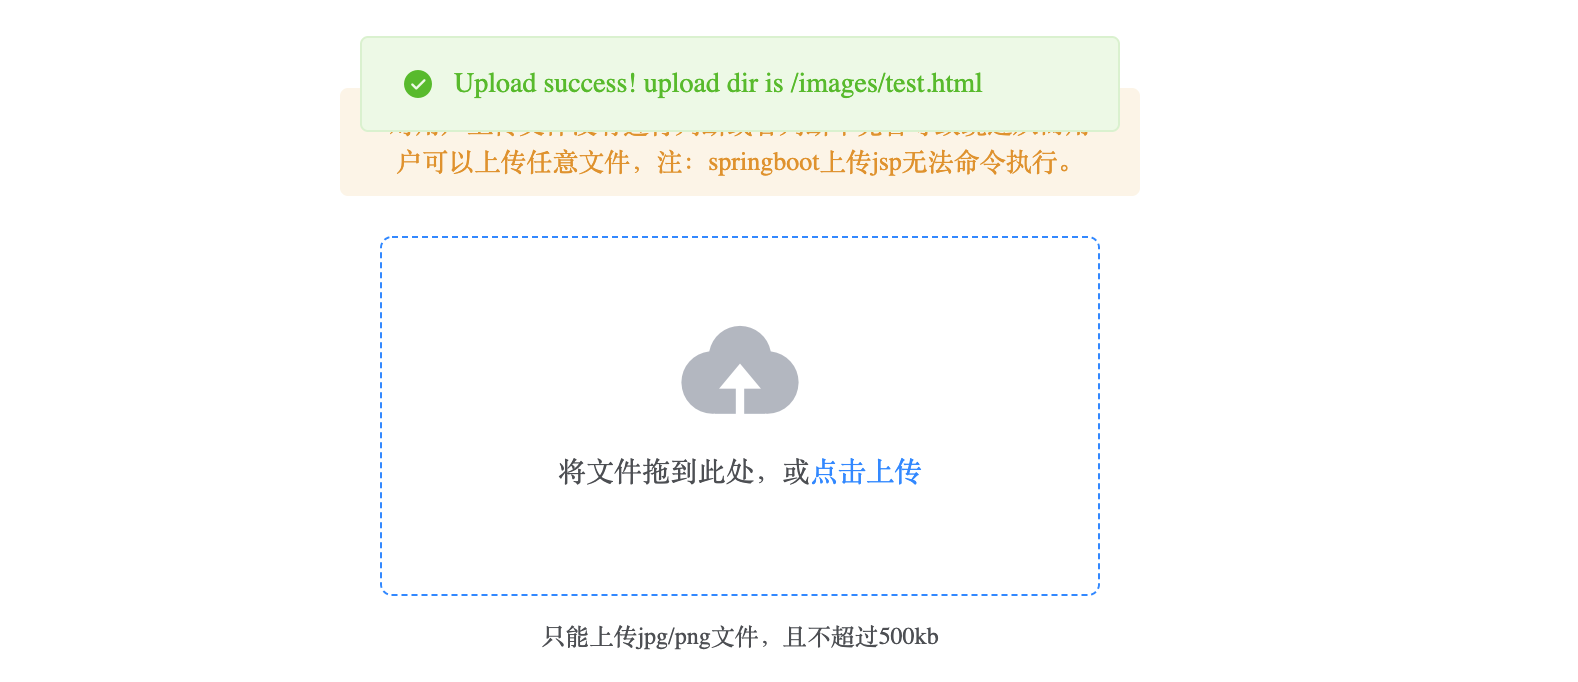 Upload success! upload dir is /images/test.html
户可以上传任意文件，注：springboot上传jsp无法命令执行。
将文件拖到此处，或点击上传
只能上传jpg/png文件，且不超过500kb